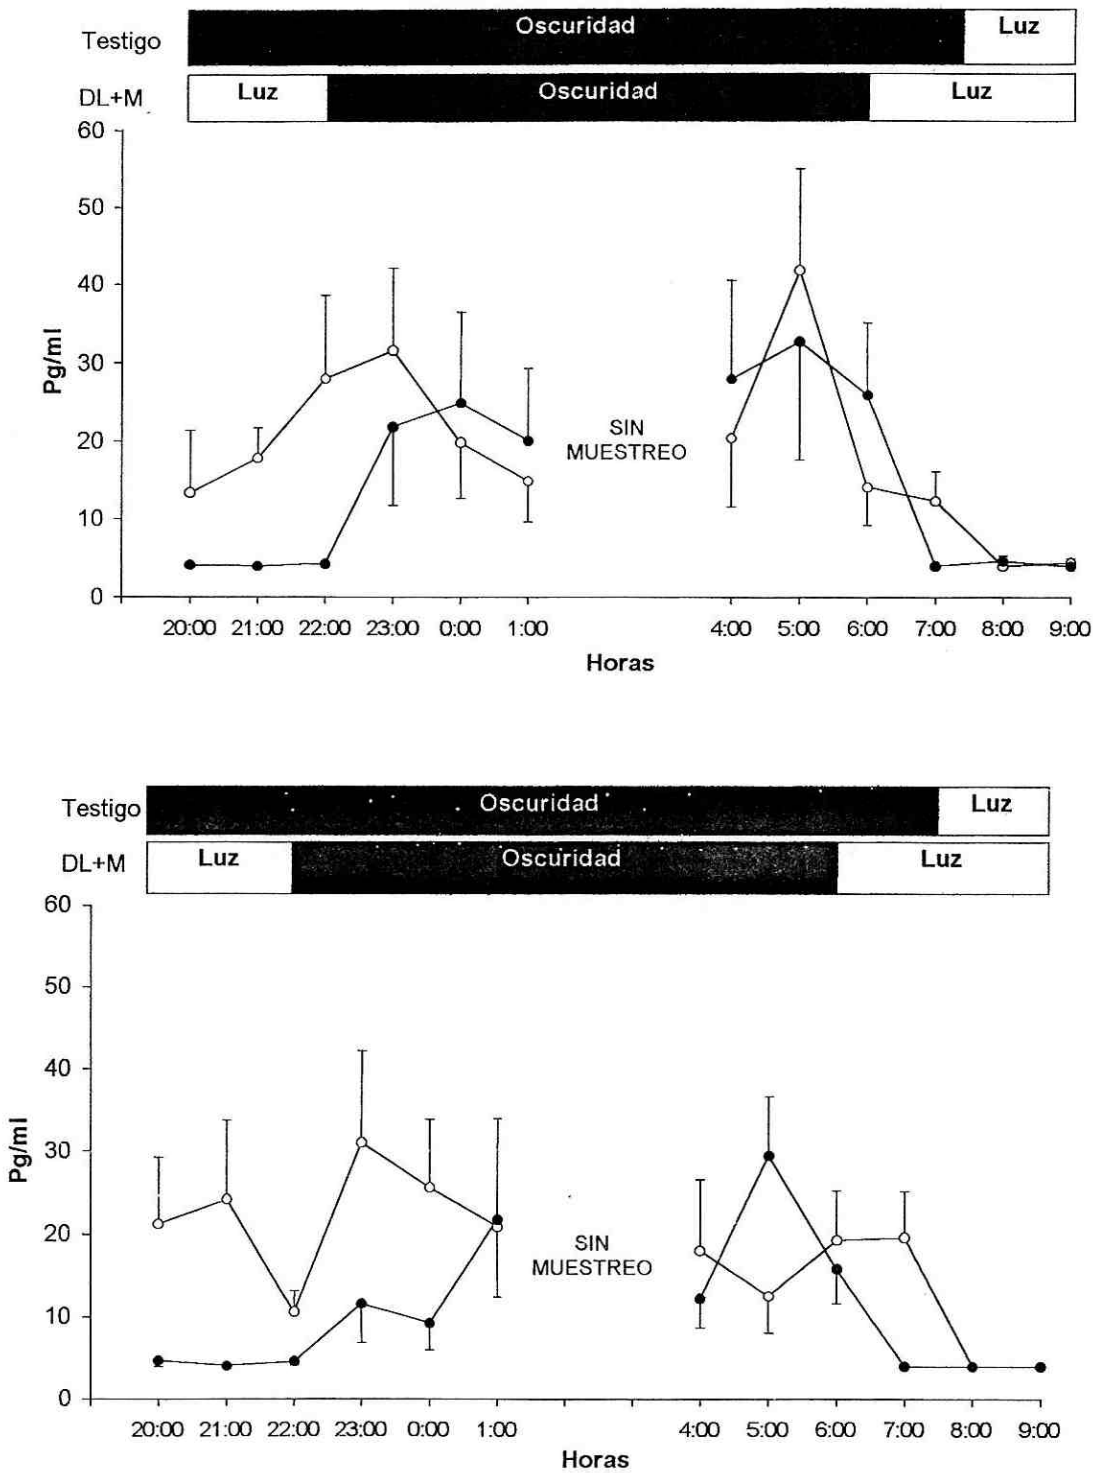 Testigo Oscuridad Luz
DL+M Luz Oscuridad Luz
60
50
40
30
20
10
0
Pg/ml
SIN
MUESTREO
20:00 21:00 22:00 23:00 0:00 1:00 4:00 5:00 6:00 7:00 8:00 9:00
Horas
Testigo Oscuridad Luz
DL+M Luz Oscuridad Luz
60
50
40
30
20
10
0
Pg/ml
SIN
MUESTREO
20:00 21:00 22:00 23:00 0:00 1:00 4:00 5:00 6:00 7:00 8:00 9:00
Horas